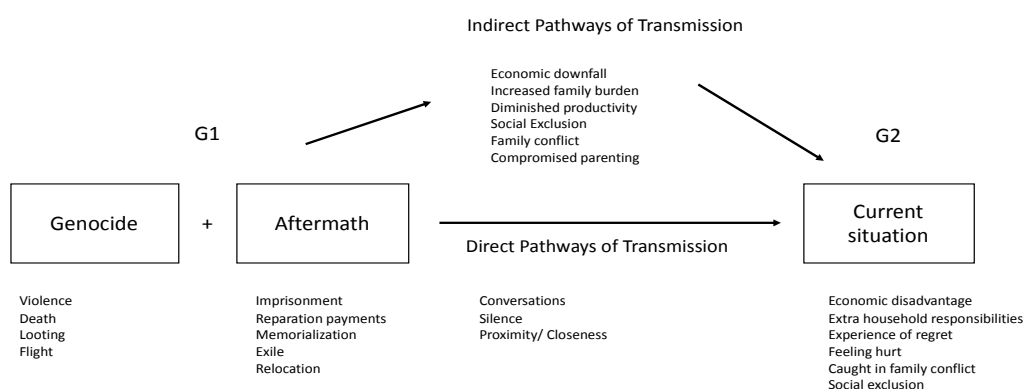 Indirect Pathways of Transmission
Economic downfall
Increased family burden
Diminished productivity
Social Exclusion
Family conflict
Compromised parenting
G1
G2
Genocide
+
Aftermath
Current
situation
Direct Pathways of Transmission
Violence
Death
Looting
Flight
Imprisonment
Reparation payments
Memorialization
Exile
Relocation
Conversations
Silence
Proximity/ Closeness
Economic disadvantage
Extra household responsibilities
Experience of regret
Feeling hurt
Caught in family conflict
Social exclusion